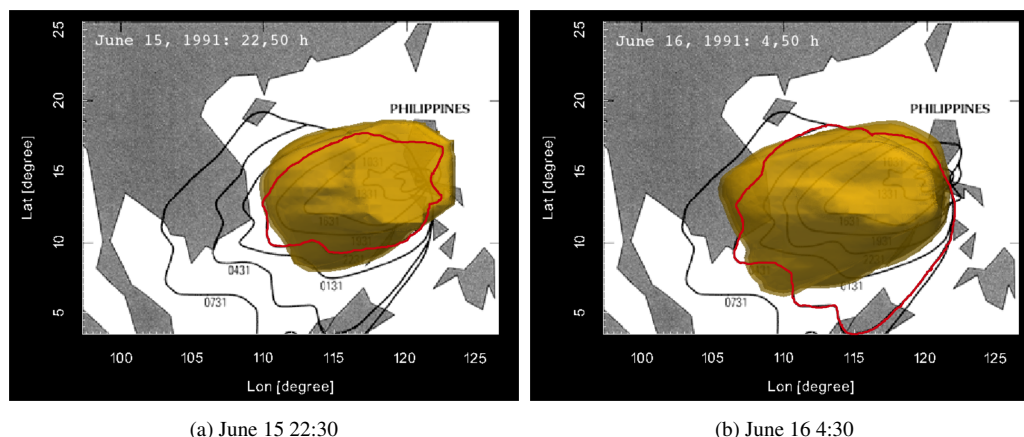 June 15, 1991: 22,50 h
PHILIPPINES
0431
0731
0131
25
20
15
10
5
Lat [degree]
100
105
110
115
120
125
Lon [degree]
(a) June 15 22:30
June 16, 1991: 4,50 h
PHILIPPINES
0731
0131
25
20
15
10
5
Lat [degree]
100
105
110
115
120
125
Lon [degree]
(b) June 16 4:30